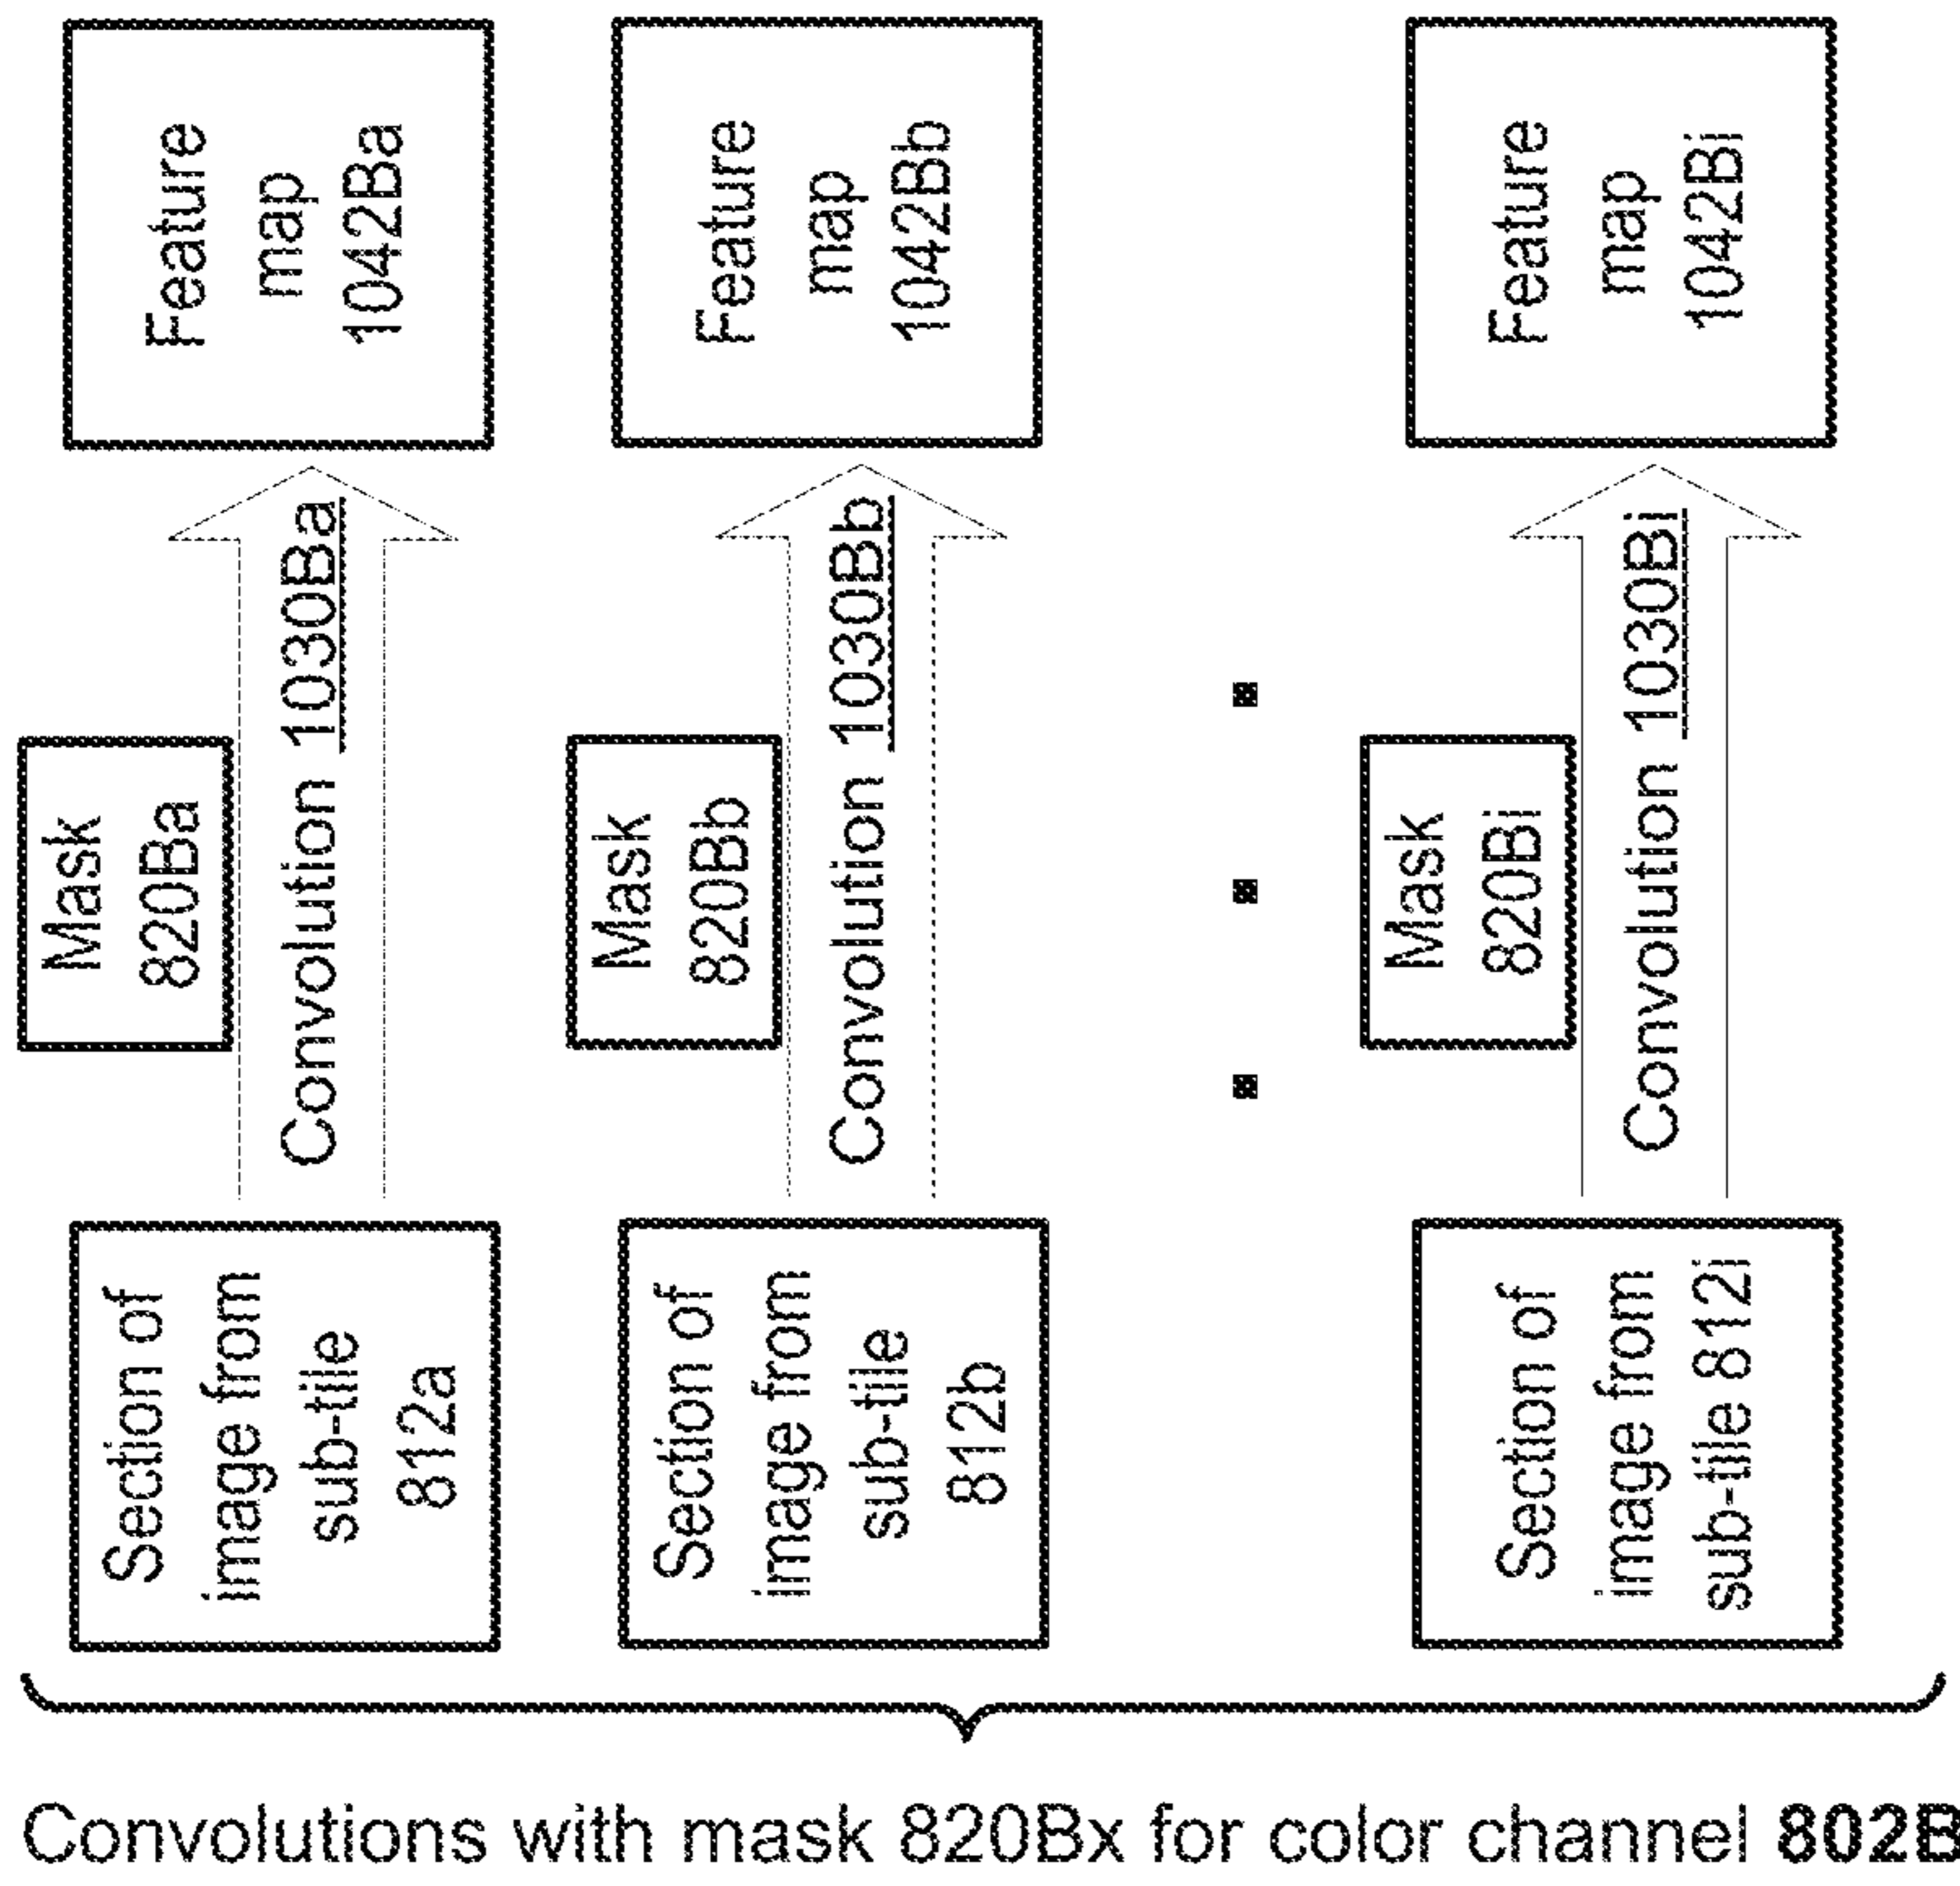 Section of
image from
sub-tile
812a
Mask
820Ba
Convolution 1030Ba
Feature
map
1042Ba
Section of
image from
sub-tile
812b
Mask
820Bb
Convolution 1030Bb
Feature
map
1042Bb
Section of
image from
sub-tile 812i
Mask
820Bi
Convolution 1030Bi
Feature
map
1042Bi
Convolutions with mask 820Bx for color channel 802B